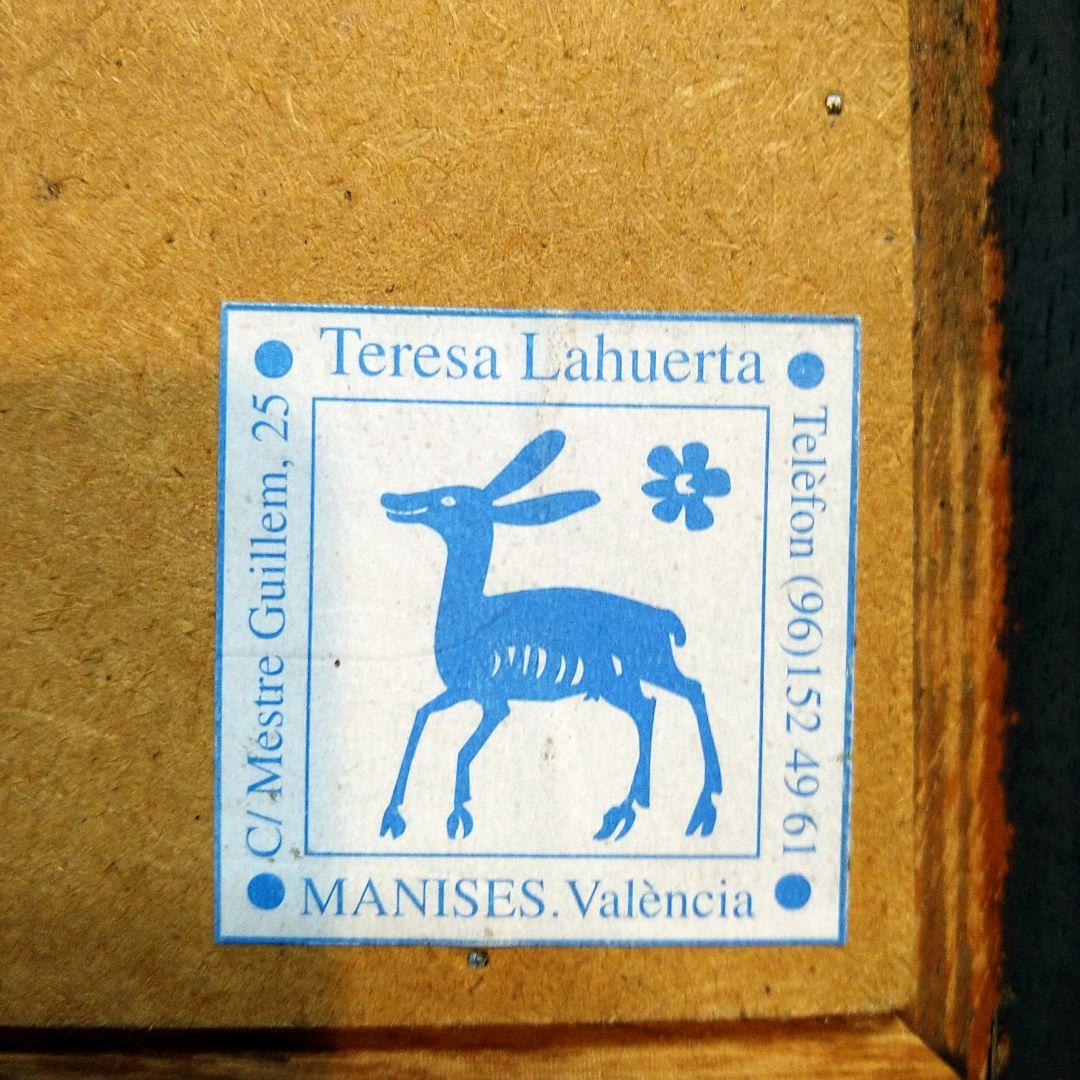 Teresa Lahuerta
C/ Mestre Guillem, 25
Telèfon (96)152 49 61
MANISES. València